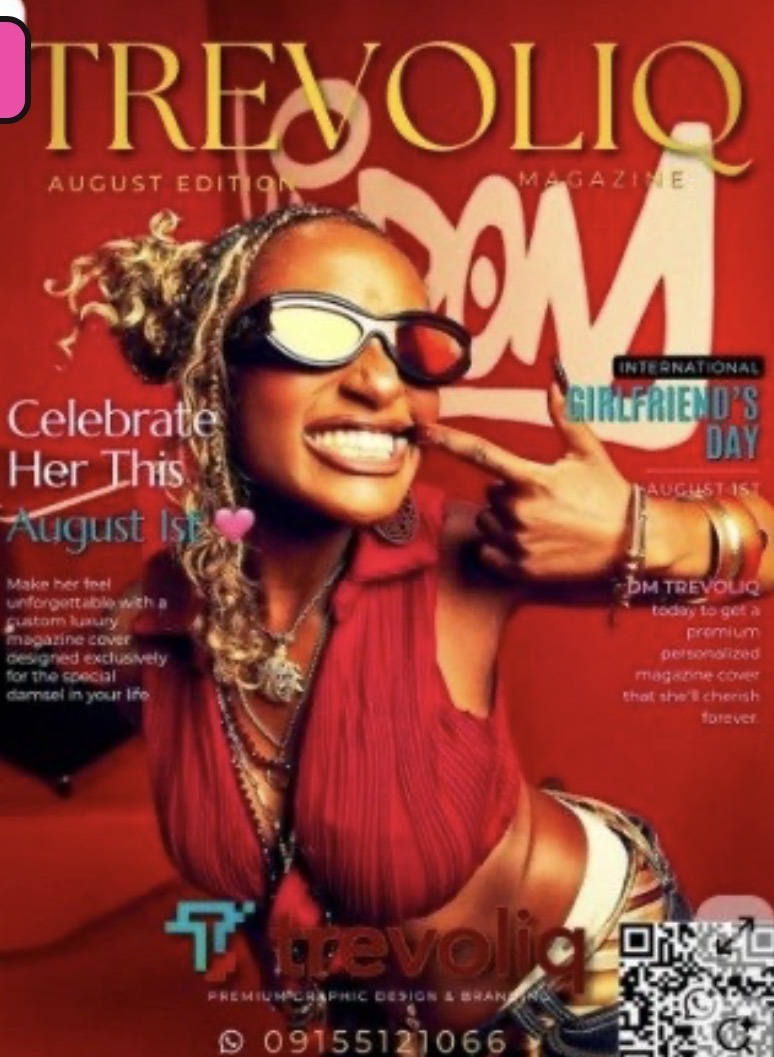 TREVOLIQ
AUGUST EDITION
MAGAZINE
DOM
INTERNATIONAL
GIRLFRIEND'S
DAY
AUGUST 1ST
Celebrate
Her This
August 1st 🩷
Make her feel
unforgettable with a
custom luxury
magazine cover
designed exclusively
for the special
damsel in your life
DM TREVOLIQ
today to get a
premium
personalized
magazine cover
that she'll cherish
forever.
trevoliq
PREMIUM GRAPHIC DESIGN & BRANDING
09155121066